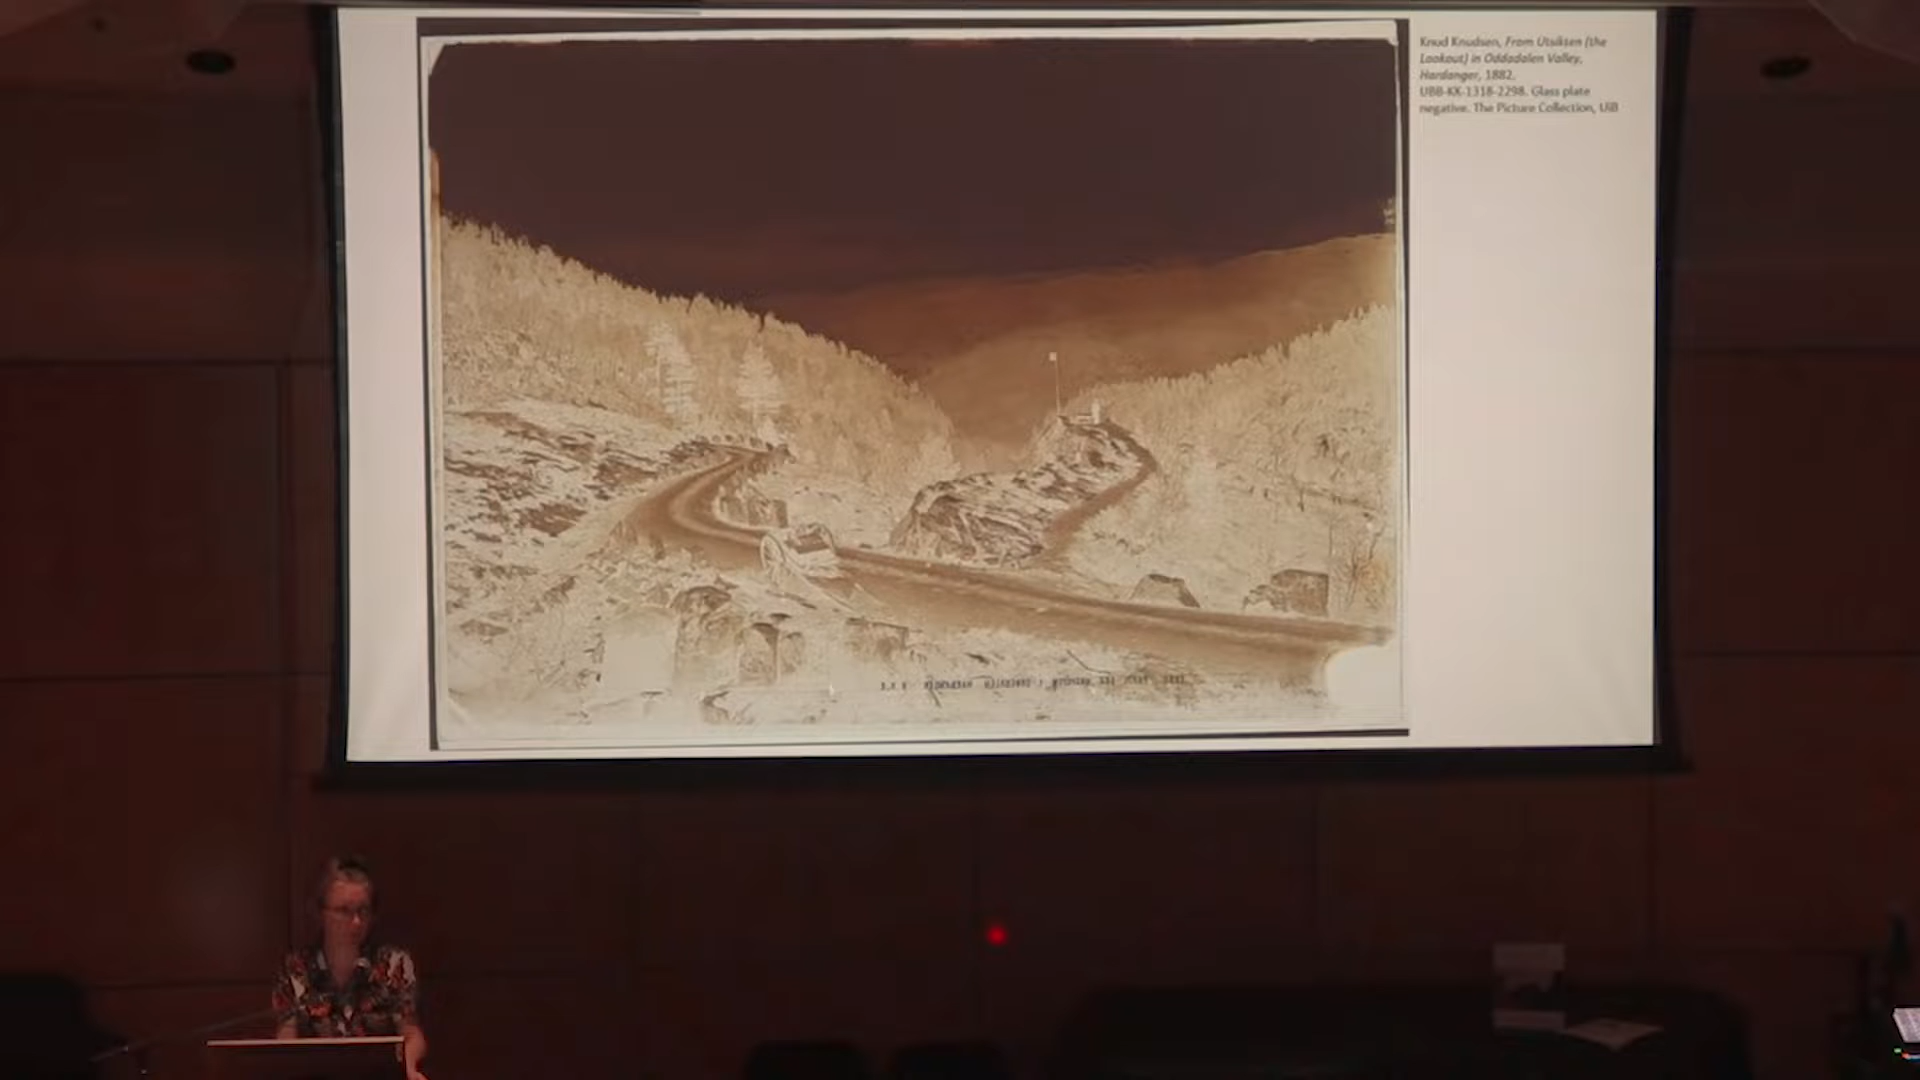 Knud Knudsen, From Utsikten (the
Lookout) in Oddadalen Valley,
Hardanger, 1882.
UBB-KK-1318-2298. Glass plate
negative. The Picture Collection, UiB